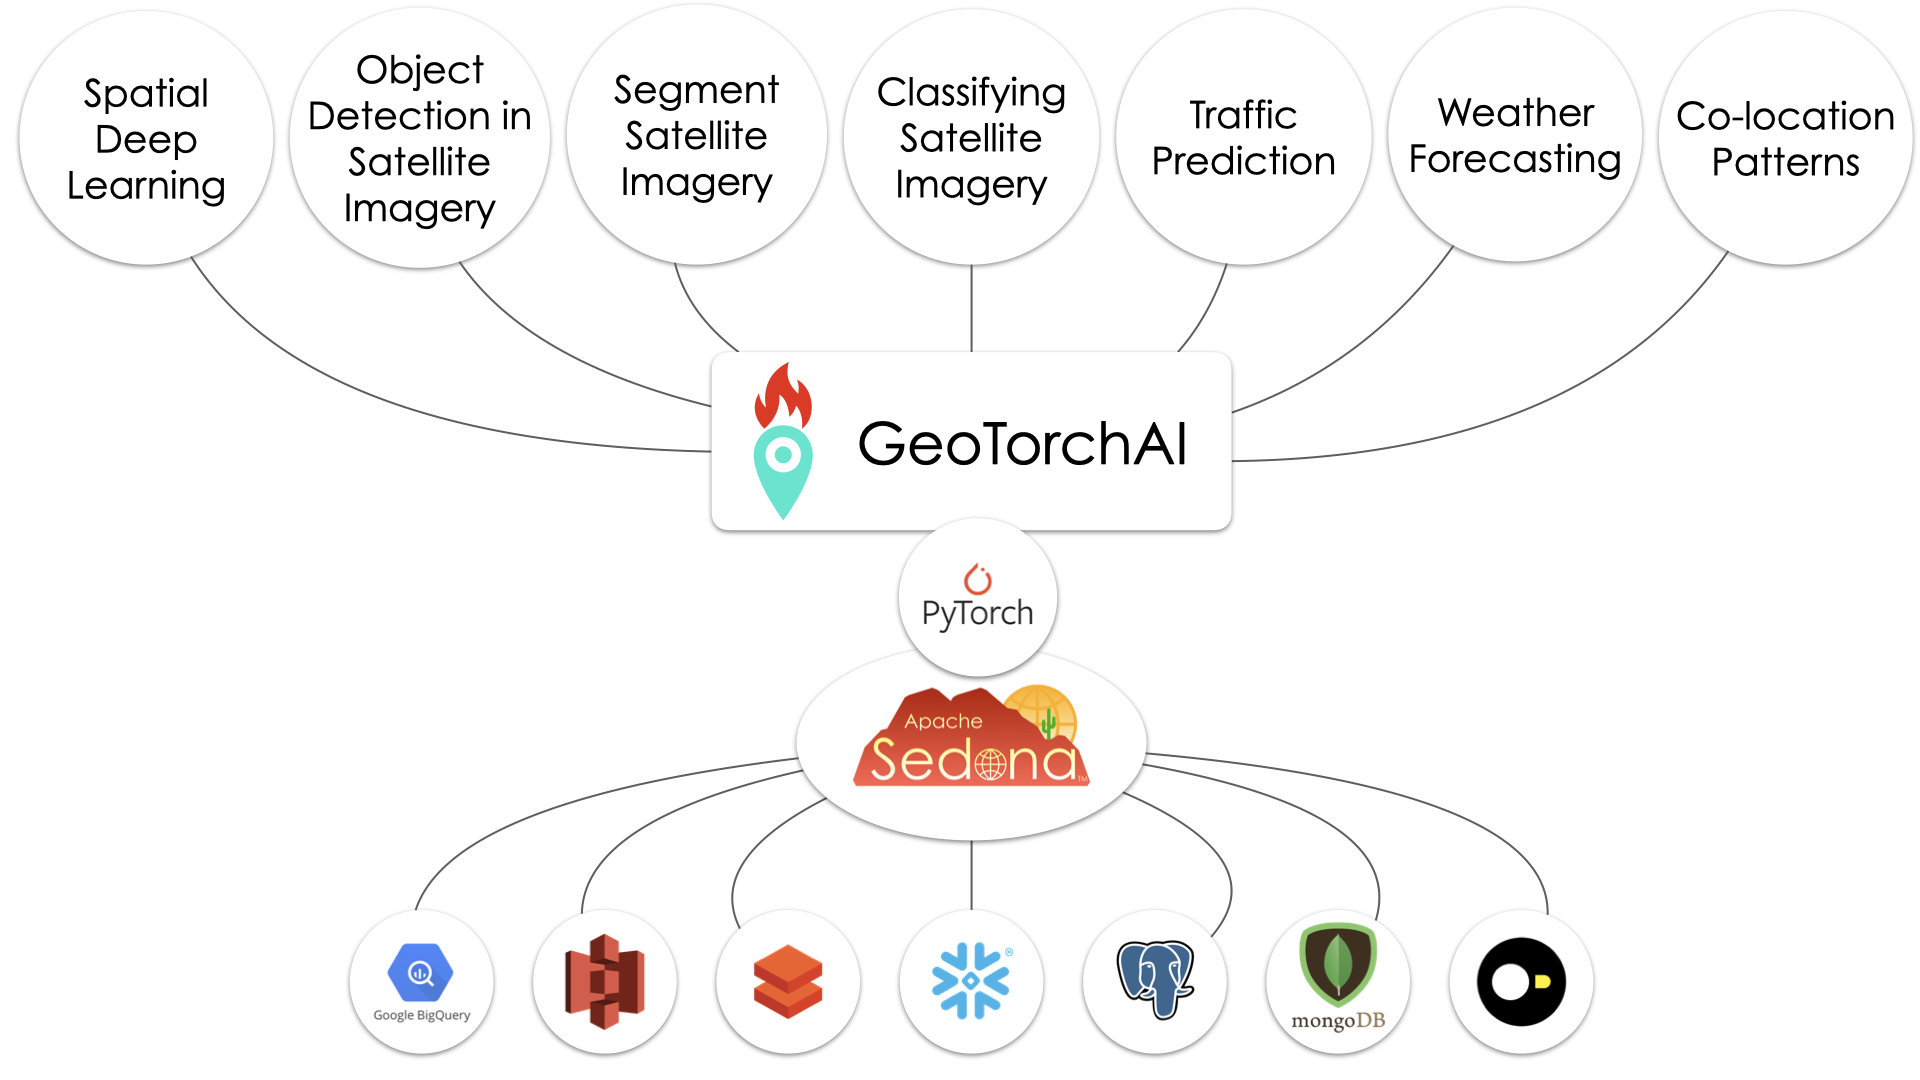 Spatial
Deep
Learning
Object
Detection in
Satellite
Imagery
Segment
Satellite
Imagery
Classifying
Satellite
Imagery
Traffic
Prediction
Weather
Forecasting
Co-location
Patterns
GeoTorchAI
PyTorch
Apache
Sedona™
Google BigQuery
®
mongoDB